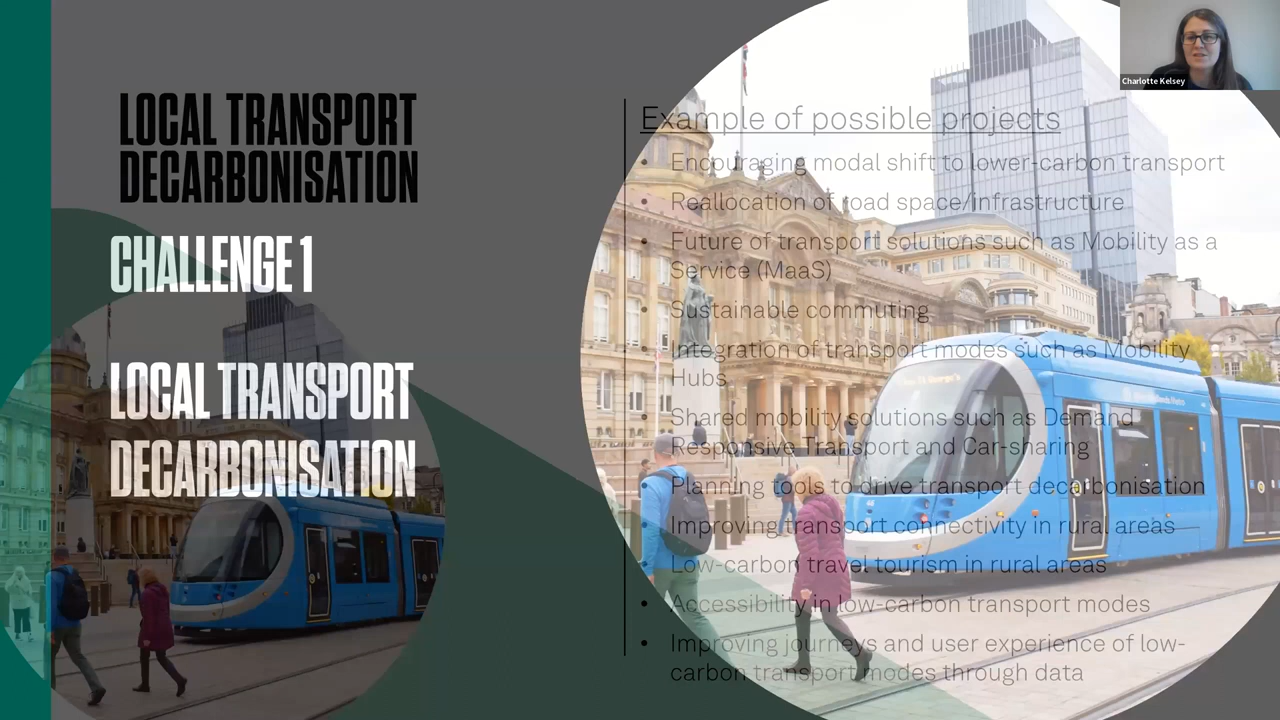 LOCAL TRANSPORT
DECARBONISATION
CHALLENGE 1
LOCAL TRANSPORT
DECARBONISATION
Example of possible projects
• Encouraging modal shift to lower-carbon transport
• Reallocation of road space/infrastructure
• Future of transport solutions such as Mobility as a
Service (MaaS)
• Sustainable commuting
• Integration of transport modes such as Mobility
Hubs
• Shared mobility solutions such as Demand
Responsive Transport and Car-sharing
• Planning tools to drive transport decarbonisation
• Improving transport connectivity in rural areas
• Low-carbon travel tourism in rural areas
• Accessibility in low-carbon transport modes
• Improving journeys and user experience of low-
carbon transport modes through data
Charlotte Kelsey